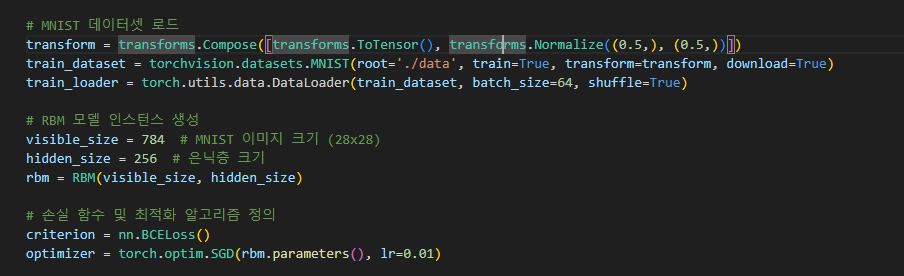 # MNIST 데이터셋 로드
transform = transforms.Compose([transforms.ToTensor(), transforms.Normalize((0.5,), (0.5,))])
train_dataset = torchvision.datasets.MNIST(root='./data', train=True, transform=transform, download=True)
train_loader = torch.utils.data.DataLoader(train_dataset, batch_size=64, shuffle=True)
# RBM 모델 인스턴스 생성
visible_size = 784  # MNIST 이미지 크기 (28x28)
hidden_size = 256  # 은닉층 크기
rbm = RBM(visible_size, hidden_size)
# 손실 함수 및 최적화 알고리즘 정의
criterion = nn.BCELoss()
optimizer = torch.optim.SGD(rbm.parameters(), lr=0.01)